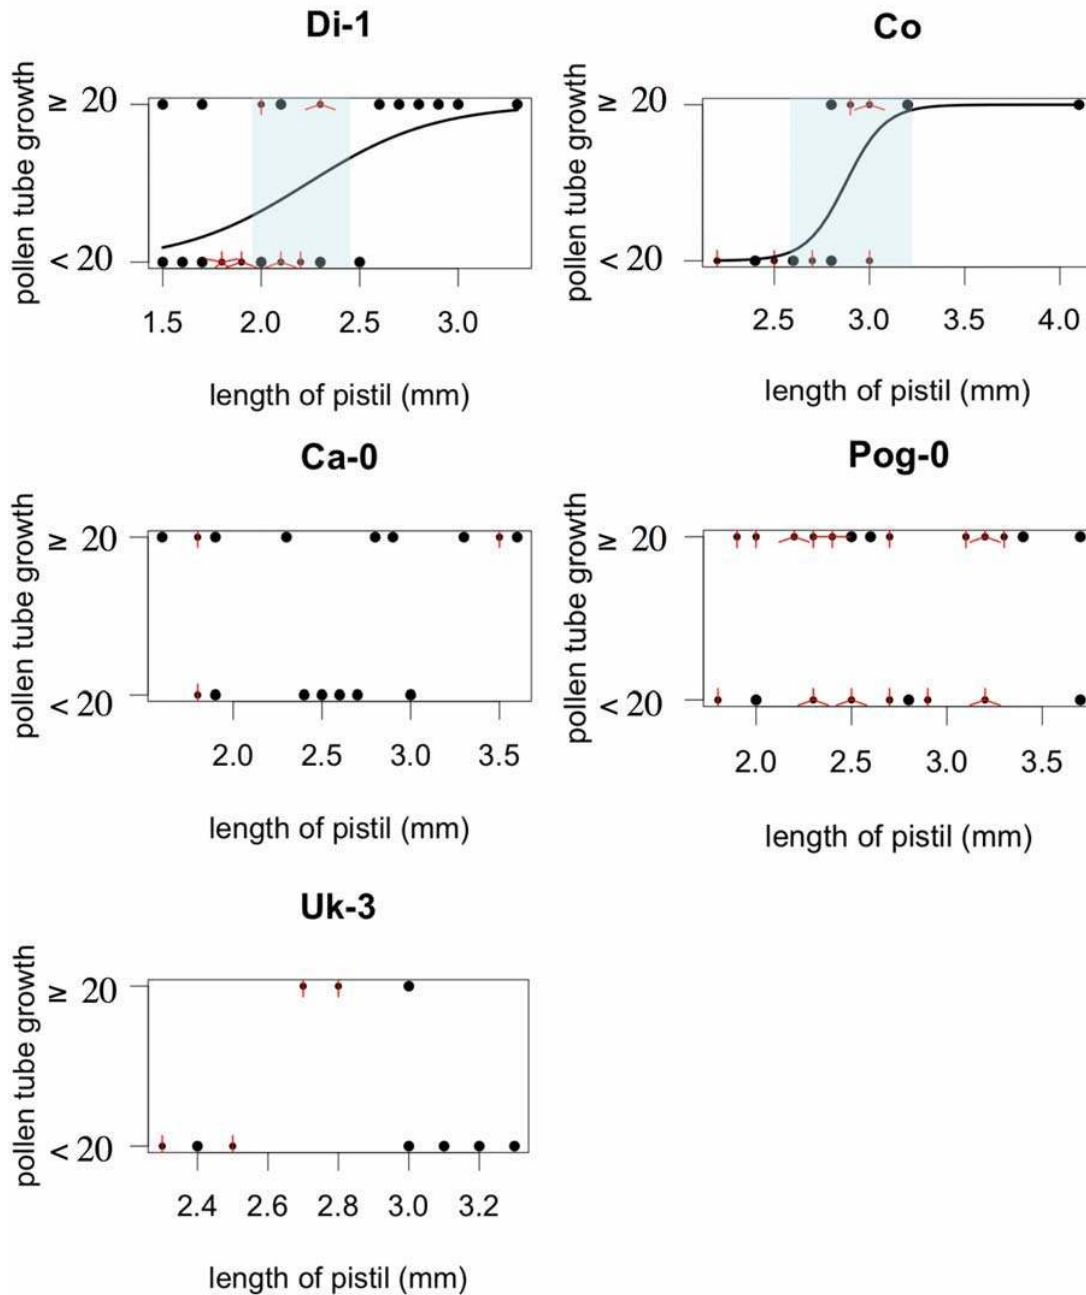 Di-1
pollen tube growth
≥ 20
< 20
1.5 2.0 2.5 3.0
length of pistil (mm)
Co
pollen tube growth
≥ 20
< 20
2.5 3.0 3.5 4.0
length of pistil (mm)
Ca-0
pollen tube growth
≥ 20
< 20
2.0 2.5 3.0 3.5
length of pistil (mm)
Pog-0
pollen tube growth
≥ 20
< 20
2.0 2.5 3.0 3.5
length of pistil (mm)
Uk-3
pollen tube growth
≥ 20
< 20
2.4 2.6 2.8 3.0 3.2
length of pistil (mm)